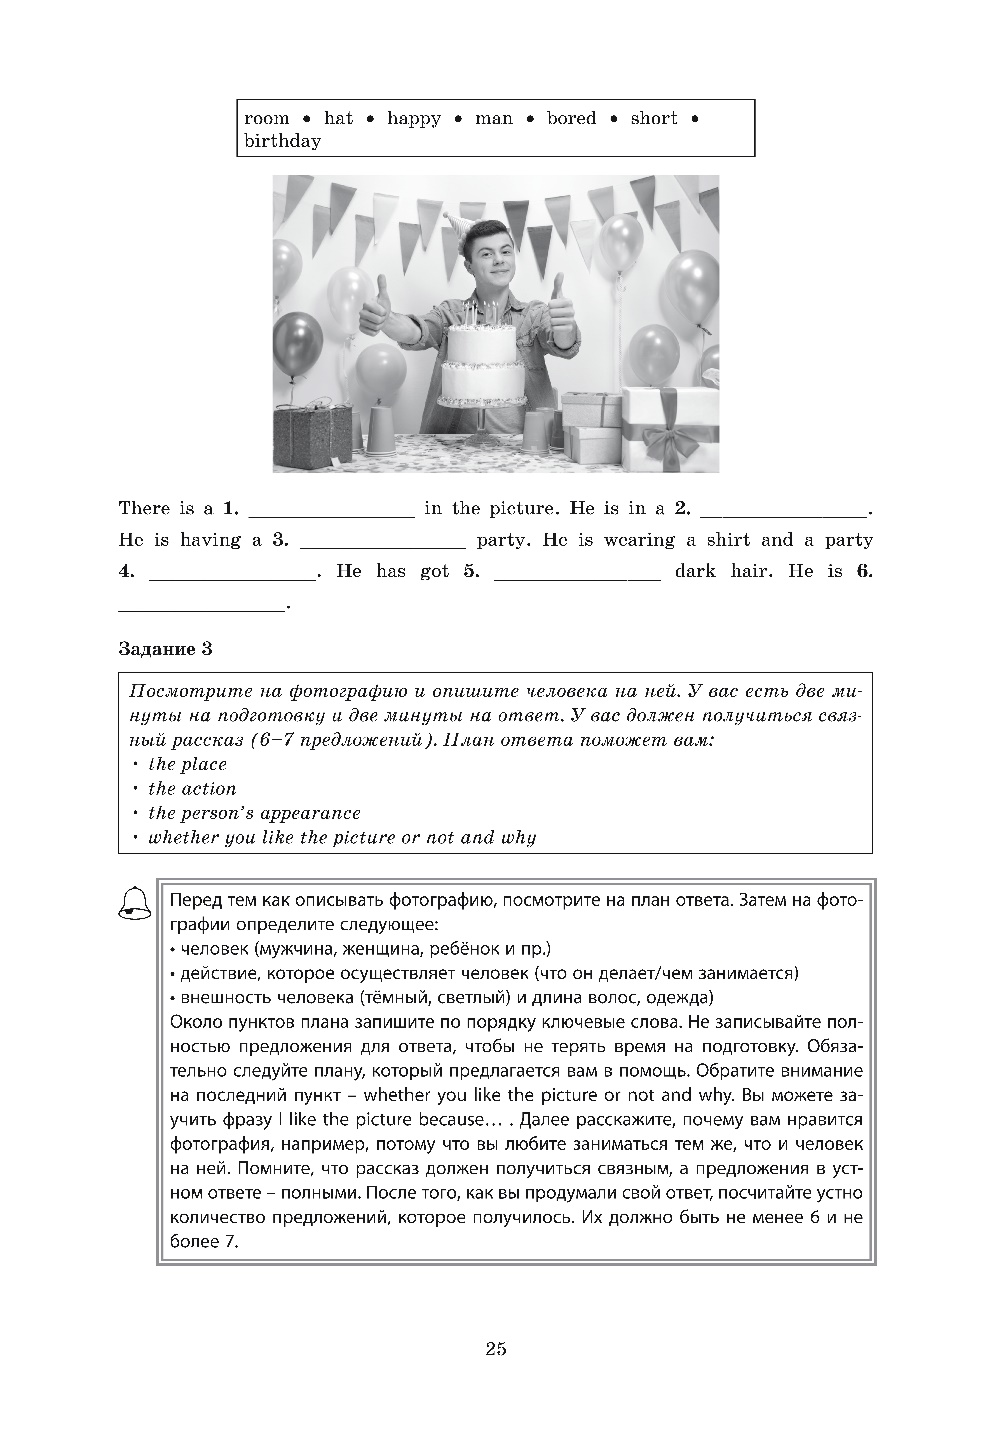 room • hat • happy • man • bored • short •
birthday
There is a 1. ________________ in the picture. He is in a 2. ________________.
He is having a 3. ________________ party. He is wearing a shirt and a party
4. ________________. He has got 5. ________________ dark hair. He is 6.
________________.
Задание 3
Посмотрите на фотографию и опишите человека на ней. У вас есть две ми-
нуты на подготовку и две минуты на ответ. У вас должен получиться связ-
ный рассказ (6–7 предложений). План ответа поможет вам:
• the place
• the action
• the person's appearance
• whether you like the picture or not and why
Перед тем как описывать фотографию, посмотрите на план ответа. Затем на фото-
графии определите следующее:
• человек (мужчина, женщина, ребёнок и пр.)
• действие, которое осуществляет человек (что он делает/чем занимается)
• внешность человека (тёмный, светлый) и длина волос, одежда)
Около пунктов плана запишите по порядку ключевые слова. Не записывайте пол-
ностью предложения для ответа, чтобы не терять время на подготовку. Обяза-
тельно следуйте плану, который предлагается вам в помощь. Обратите внимание
на последний пункт – whether you like the picture or not and why. Вы можете за-
учить фразу I like the picture because… . Далее расскажите, почему вам нравится
фотография, например, потому что вы любите заниматься тем же, что и человек
на ней. Помните, что рассказ должен получиться связным, а предложения в уст-
ном ответе – полными. После того, как вы продумали свой ответ, посчитайте устно
количество предложений, которое получилось. Их должно быть не менее 6 и не
более 7.
25